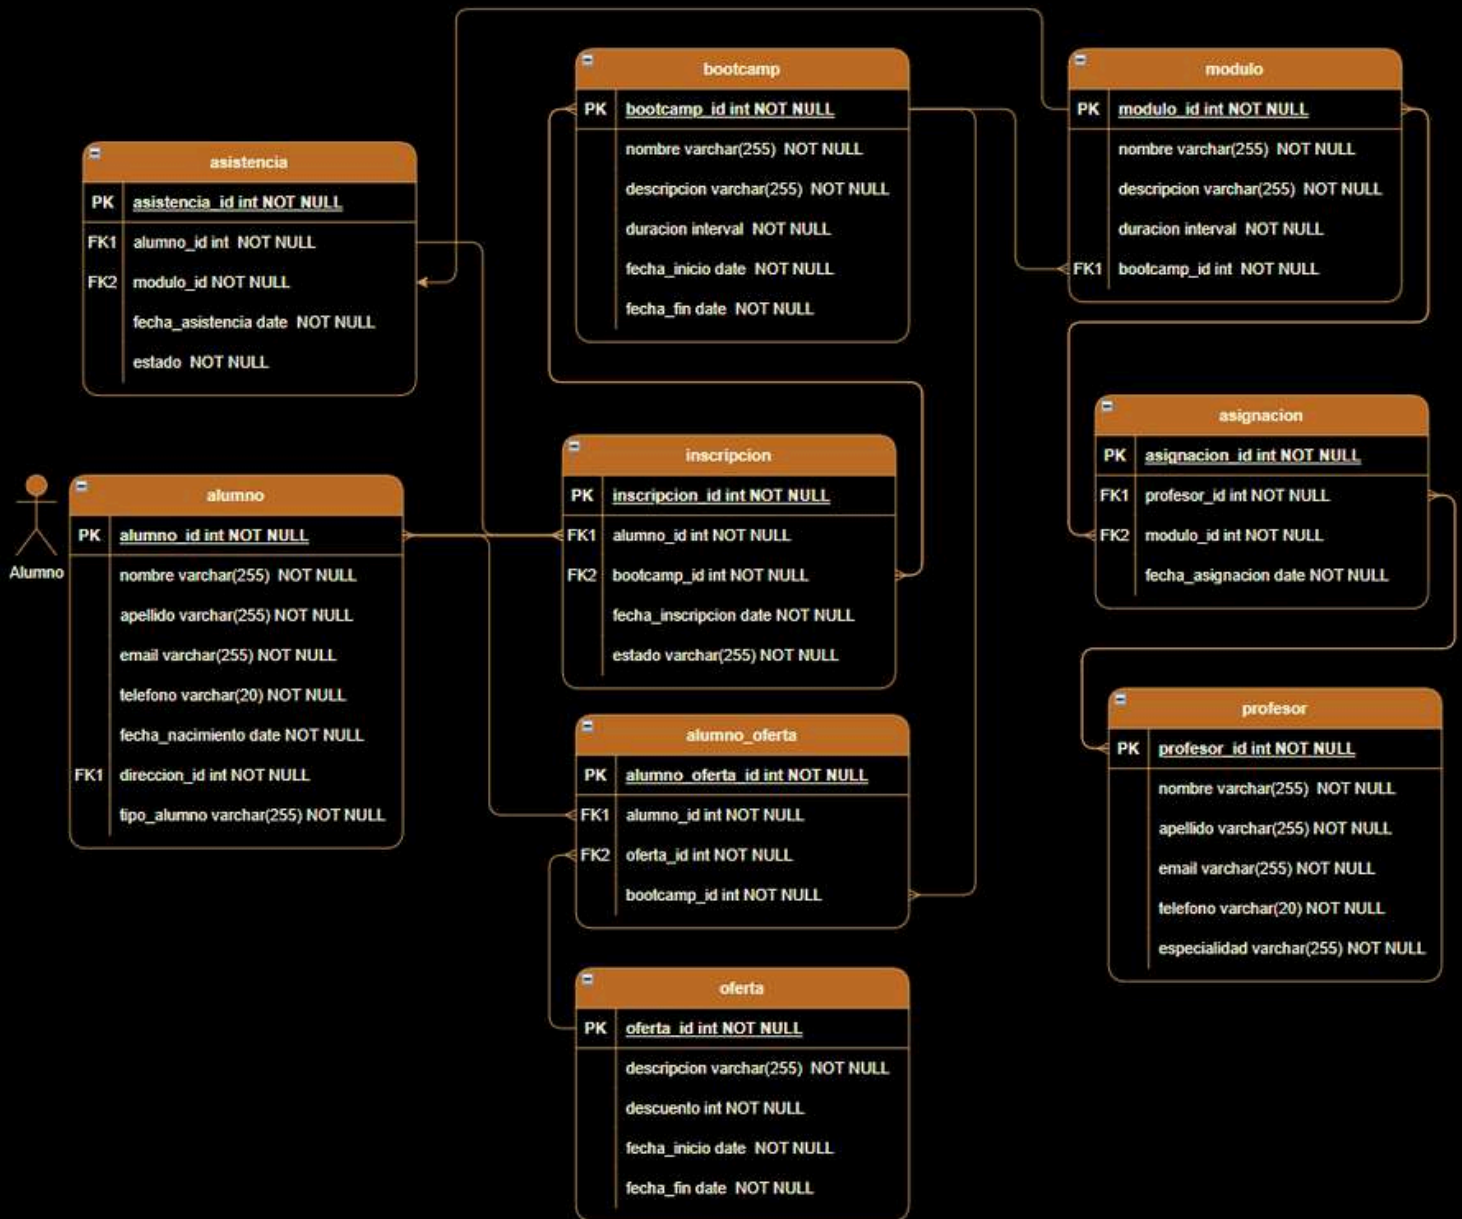 bootcamp
PK bootcamp_id int NOT NULL
nombre varchar(255) NOT NULL
descripcion varchar(255) NOT NULL
duracion interval NOT NULL
fecha_inicio date NOT NULL
fecha_fin date NOT NULL
modulo
PK modulo_id int NOT NULL
nombre varchar(255) NOT NULL
descripcion varchar(255) NOT NULL
duracion interval NOT NULL
FK1 bootcamp_id int NOT NULL
asistencia
PK asistencia_id int NOT NULL
FK1 alumno_id int NOT NULL
FK2 modulo_id NOT NULL
fecha_asistencia date NOT NULL
estado NOT NULL
asignacion
PK asignacion_id int NOT NULL
FK1 profesor_id int NOT NULL
FK2 modulo_id int NOT NULL
fecha_asignacion date NOT NULL
inscripcion
PK inscripcion_id int NOT NULL
FK1 alumno_id int NOT NULL
FK2 bootcamp_id int NOT NULL
fecha_inscripcion date NOT NULL
estado varchar(255) NOT NULL
Alumno
alumno
PK alumno_id int NOT NULL
nombre varchar(255) NOT NULL
apellido varchar(255) NOT NULL
email varchar(255) NOT NULL
telefono varchar(20) NOT NULL
fecha_nacimiento date NOT NULL
FK1 direccion_id int NOT NULL
tipo_alumno varchar(255) NOT NULL
alumno_oferta
PK alumno_oferta_id int NOT NULL
FK1 alumno_id int NOT NULL
FK2 oferta_id int NOT NULL
bootcamp_id int NOT NULL
profesor
PK profesor_id int NOT NULL
nombre varchar(255) NOT NULL
apellido varchar(255) NOT NULL
email varchar(255) NOT NULL
telefono varchar(20) NOT NULL
especialidad varchar(255) NOT NULL
oferta
PK oferta_id int NOT NULL
descripcion varchar(255) NOT NULL
descuento int NOT NULL
fecha_inicio date NOT NULL
fecha_fin date NOT NULL